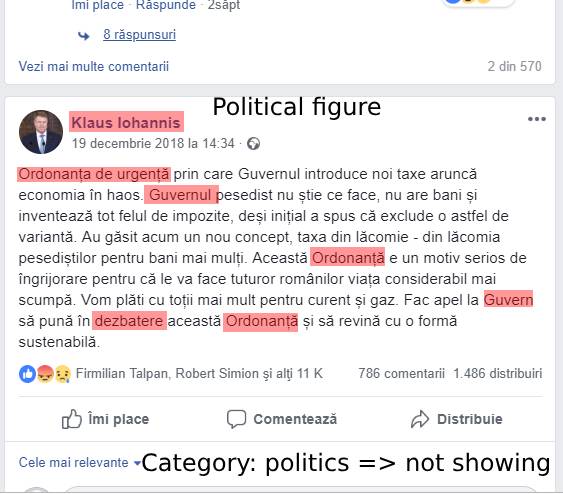 Îmi place · Răspunde · 2săpt
8 răspunsuri
Vezi mai multe comentarii 2 din 570
Political figure
Klaus Iohannis
19 decembrie 2018 la 14:34 ·
Ordonanța de urgență prin care Guvernul introduce noi taxe aruncă
economia în haos. Guvernul pesedist nu știe ce face, nu are bani și
inventează tot felul de impozite, deși inițial a spus că exclude o astfel de
variantă. Au găsit acum un nou concept, taxa din lăcomie - din lăcomia
pesediștilor pentru bani mai mulți. Această Ordonanță e un motiv serios de
îngrijorare pentru că le va face tuturor românilor viața considerabil mai
scumpă. Vom plăti cu toții mai mult pentru curent și gaz. Fac apel la Guvern
să pună în dezbatere această Ordonanță și să revină cu o formă
sustenabilă.
Firmilian Talpan, Robert Simion şi alţi 11 K 786 comentarii 1.486 distribuiri
Îmi place Comentează Distribuie
Cele mai relevante
Category: politics => not showing